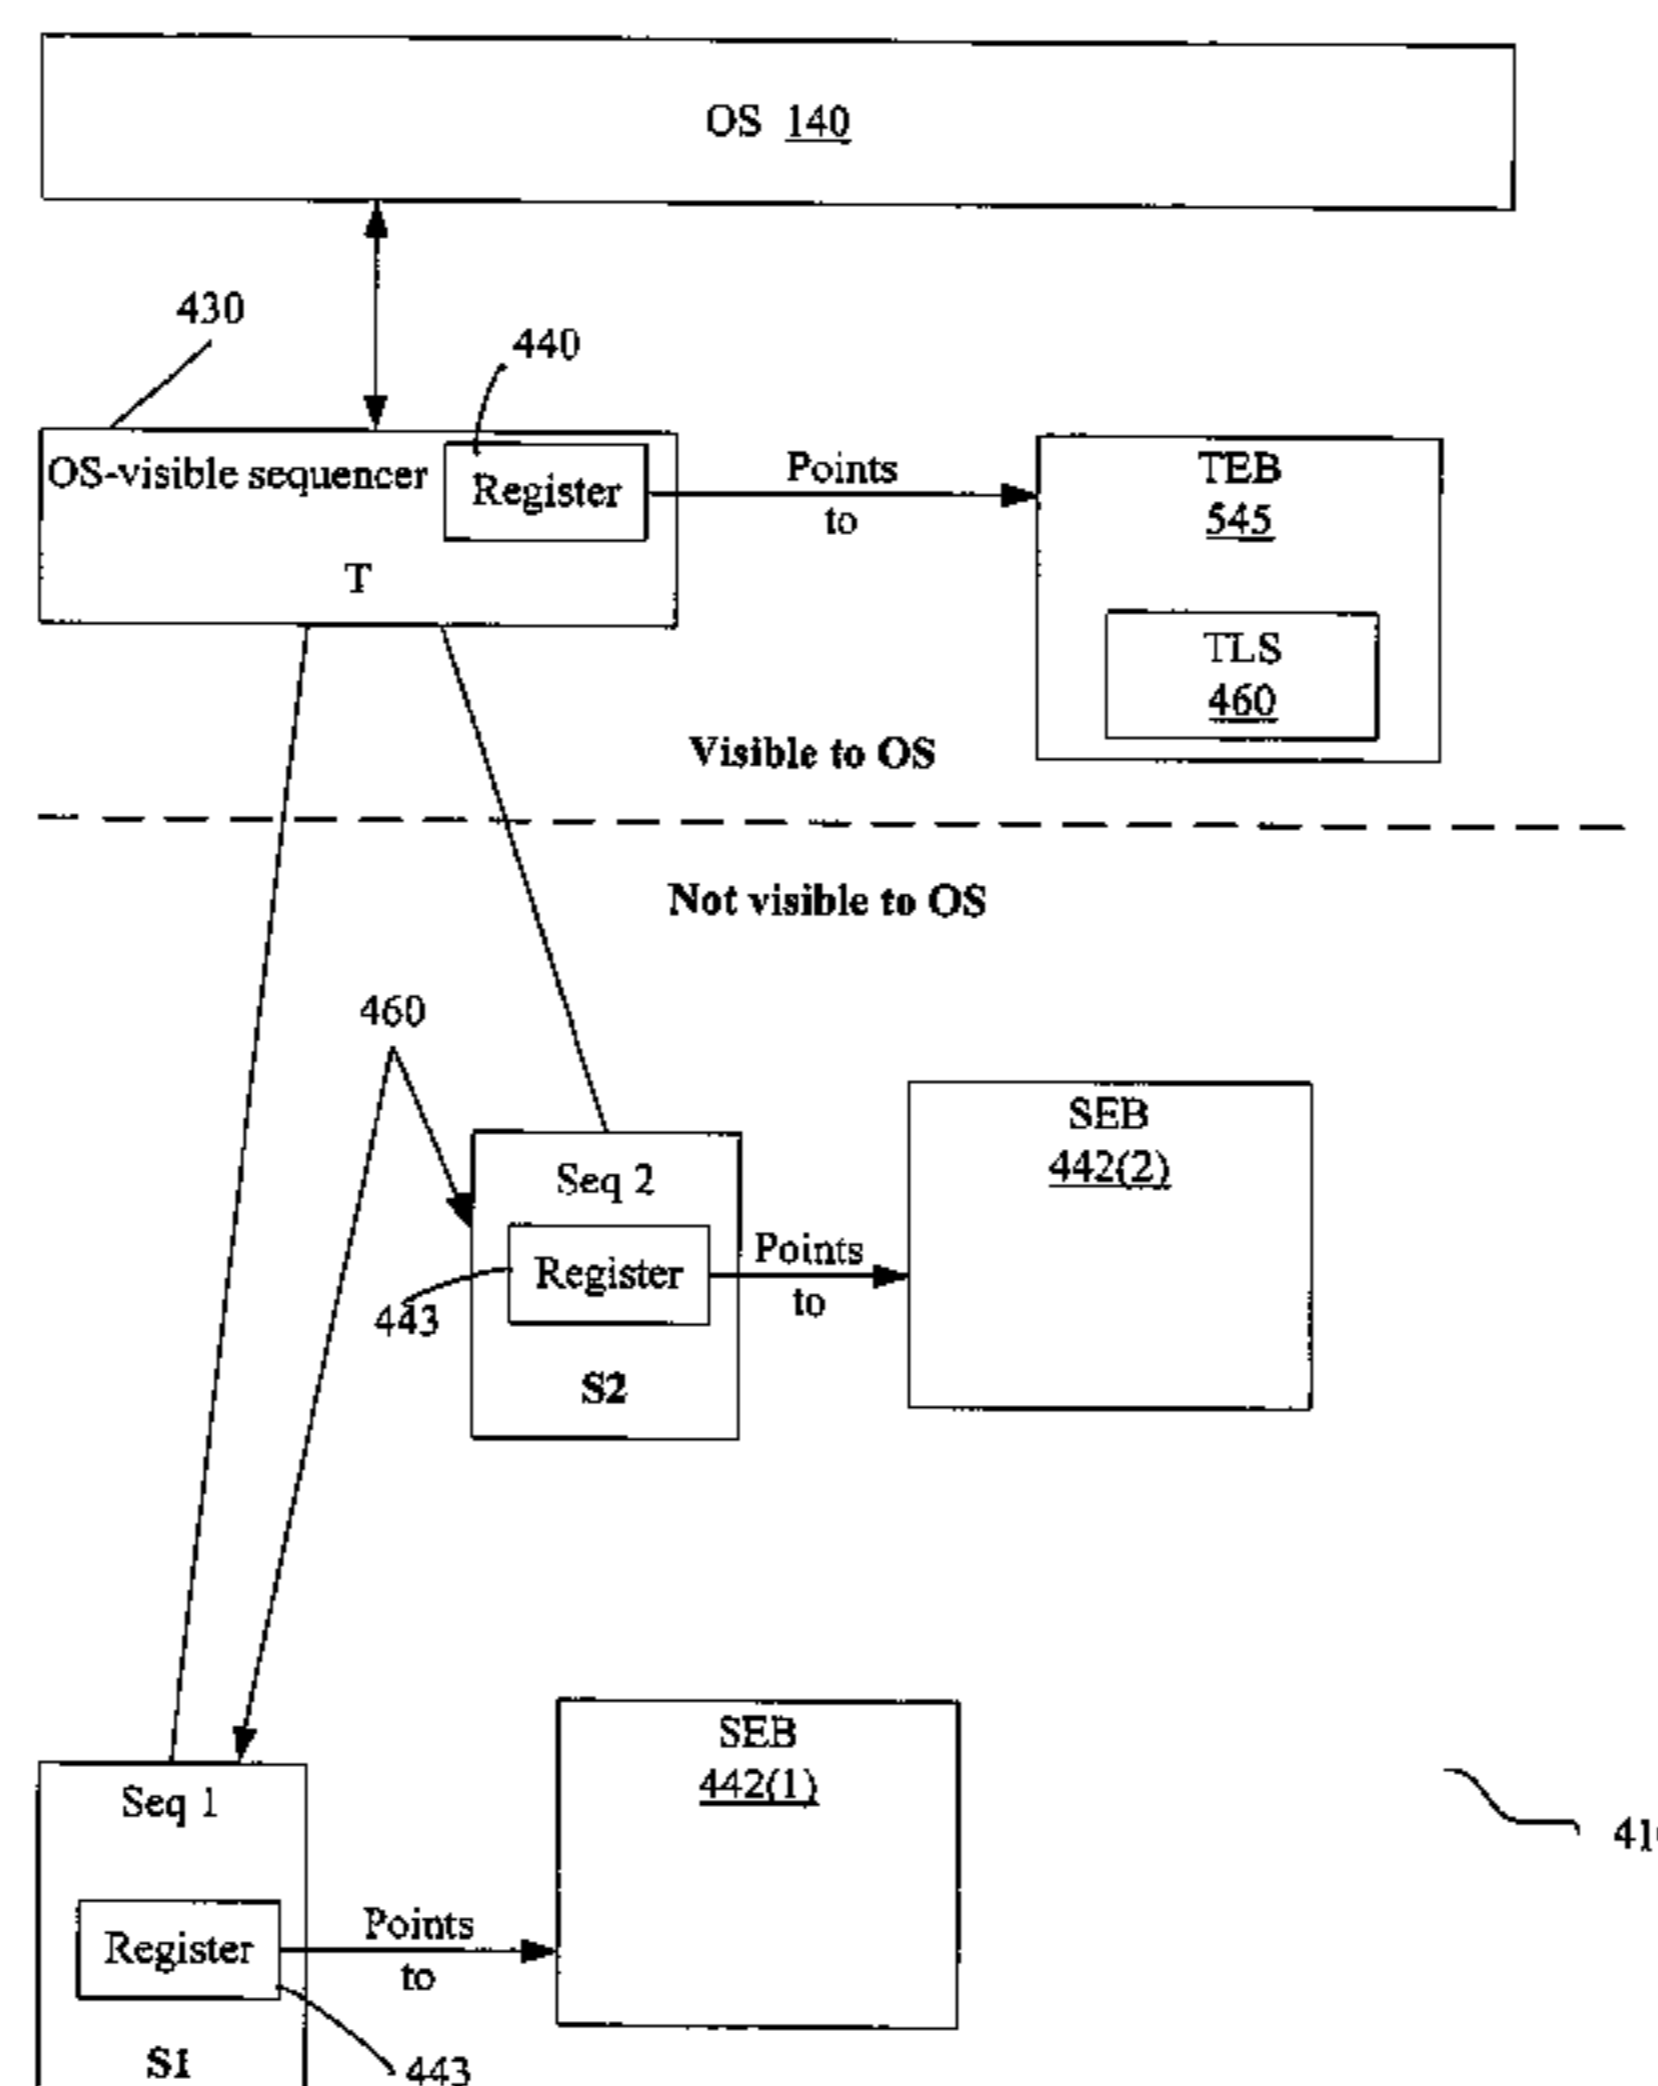 OS 140
430
440
OS-visible sequencer
Register
T
Points
to
TEB
545
TLS
460
Visible to OS
Not visible to OS
460
Seq 2
Register
443
S2
Points
to
SEB
442(2)
Seq 1
Register
S1
443
Points
to
SEB
442(1)